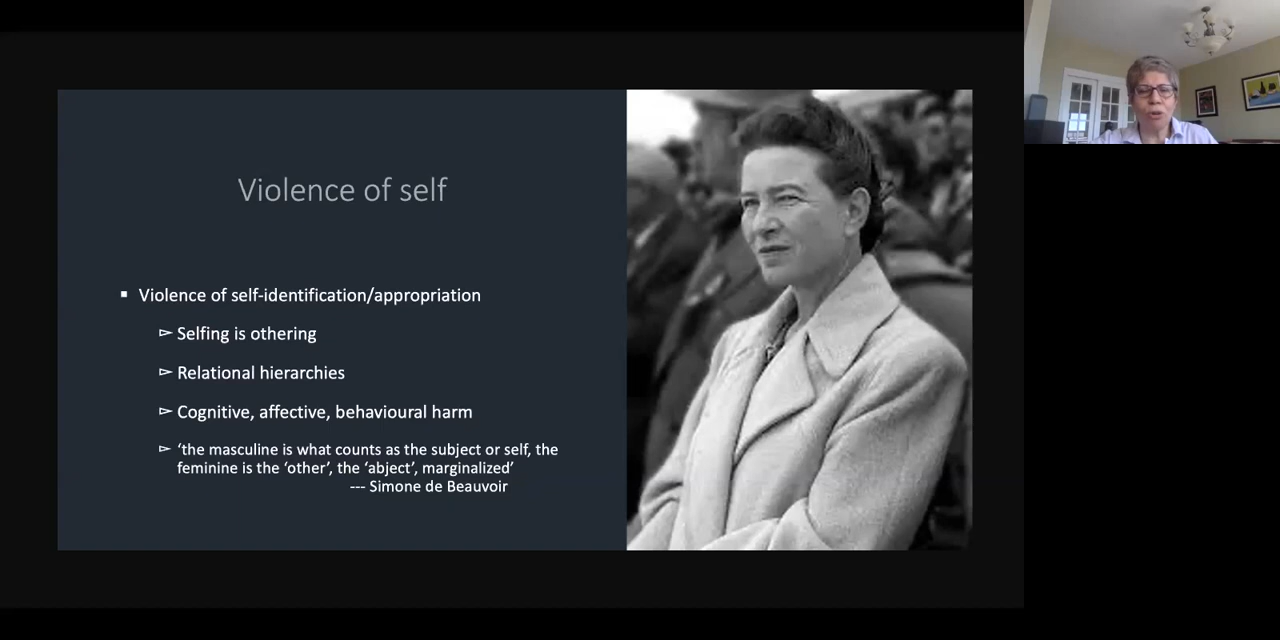 Violence of self
▪ Violence of self-identification/appropriation
⊳ Selfing is othering
⊳ Relational hierarchies
⊳ Cognitive, affective, behavioural harm
⊳ ‘the masculine is what counts as the subject or self, the
feminine is the ‘other’, the ‘abject’, marginalized’
--- Simone de Beauvoir